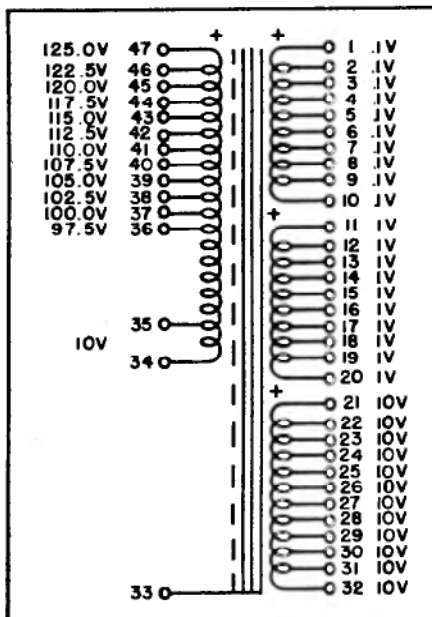 + +
125.0V 47
122.5V 46
120.0V 45
117.5V 44
115.0V 43
112.5V 42
110.0V 41
107.5V 40
105.0V 39
102.5V 38
100.0V 37
97.5V 36
35
10V
34
33
1 .1V
2 .1V
3 .1V
4 .1V
5 .1V
6 .1V
7 .1V
8 .1V
9 .1V
10 .1V
+
11 1V
12 1V
13 1V
14 1V
15 1V
16 1V
17 1V
18 1V
19 1V
20 1V
+
21 10V
22 10V
23 10V
24 10V
25 10V
26 10V
27 10V
28 10V
29 10V
30 10V
31 10V
32 10V